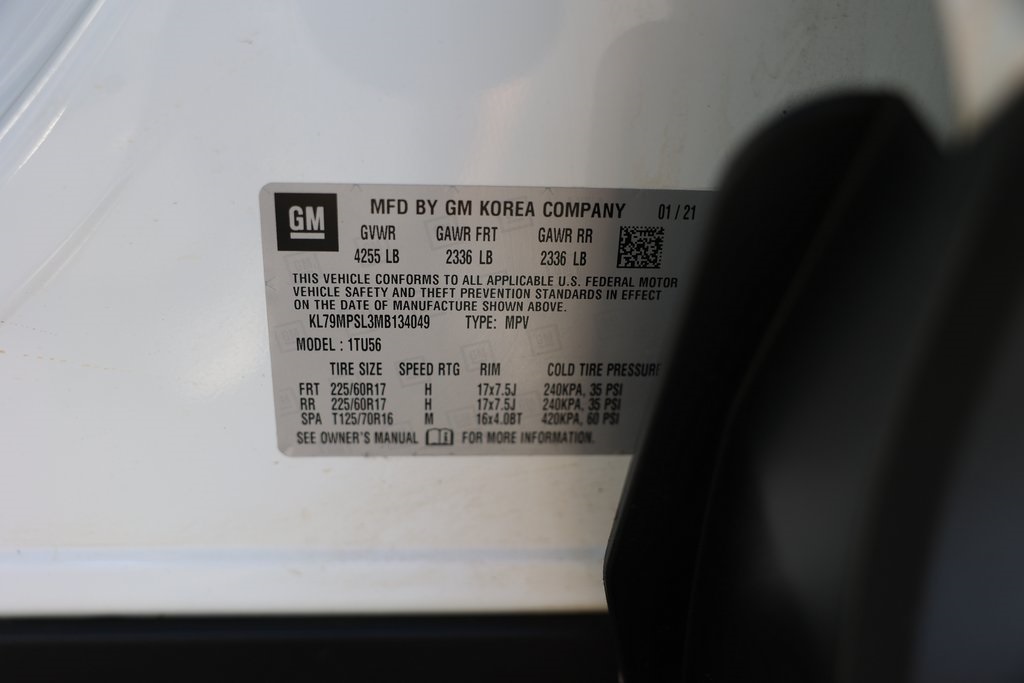 GM MFD BY GM KOREA COMPANY 01/21
GVWR GAWR FRT GAWR RR
4255 LB 2336 LB 2336 LB
THIS VEHICLE CONFORMS TO ALL APPLICABLE U.S. FEDERAL MOTOR
VEHICLE SAFETY AND THEFT PREVENTION STANDARDS IN EFFECT
ON THE DATE OF MANUFACTURE SHOWN ABOVE.
KL79MPSL3MB134049 TYPE: MPV
MODEL: 1TU56
TIRE SIZE SPEED RTG RIM COLD TIRE PRESSURE
FRT 225/60R17 H 17x7.5J 240KPA, 35 PSI
RR 225/60R17 H 17x7.5J 240KPA, 35 PSI
SPA T125/70R16 M 16x4.0BT 420KPA, 60 PSI
SEE OWNER'S MANUAL FOR MORE INFORMATION.